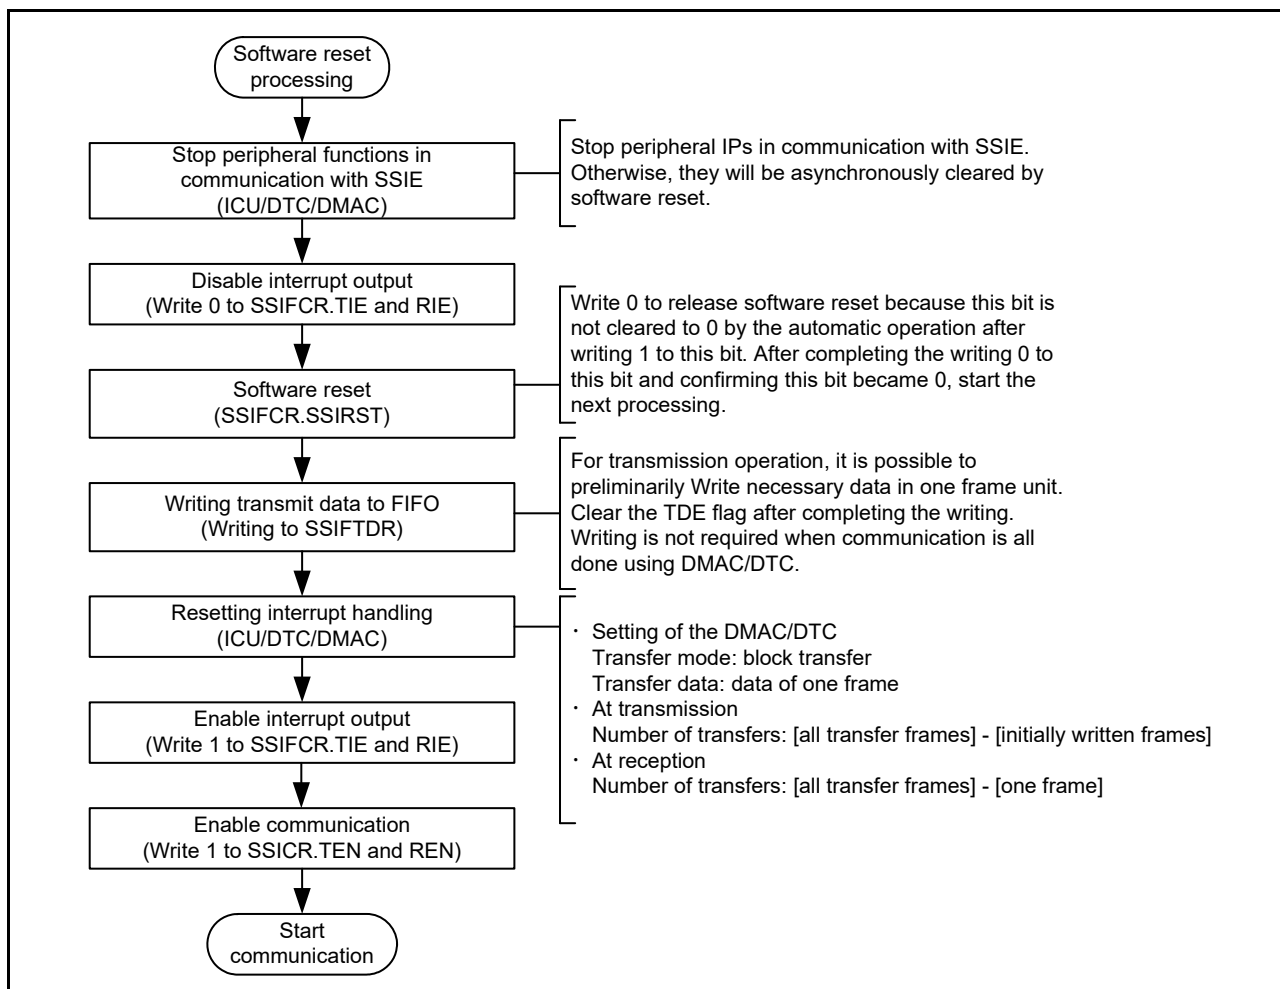 Software reset
processing
Stop peripheral functions in
communication with SSIE
(ICU/DTC/DMAC)
Stop peripheral IPs in communication with SSIE.
Otherwise, they will be asynchronously cleared by
software reset.
Disable interrupt output
(Write 0 to SSIFCR.TIE and RIE)
Software reset
(SSIFCR.SSIRST)
Write 0 to release software reset because this bit is
not cleared to 0 by the automatic operation after
writing 1 to this bit. After completing the writing 0 to
this bit and confirming this bit became 0, start the
next processing.
Writing transmit data to FIFO
(Writing to SSIFTDR)
For transmission operation, it is possible to
preliminarily Write necessary data in one frame unit.
Clear the TDE flag after completing the writing.
Writing is not required when communication is all
done using DMAC/DTC.
Resetting interrupt handling
(ICU/DTC/DMAC)
· Setting of the DMAC/DTC
Transfer mode: block transfer
Transfer data: data of one frame
· At transmission
Number of transfers: [all transfer frames] - [initially written frames]
· At reception
Number of transfers: [all transfer frames] - [one frame]
Enable interrupt output
(Write 1 to SSIFCR.TIE and RIE)
Enable communication
(Write 1 to SSICR.TEN and REN)
Start
communication